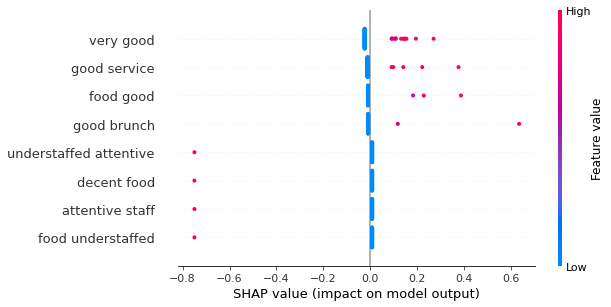 High
very good
good service
food good
good brunch
understaffed attentive
decent food
attentive staff
food understaffed
Feature value
Low
−0.8 −0.6 −0.4 −0.2 0.0 0.2 0.4 0.6
SHAP value (impact on model output)